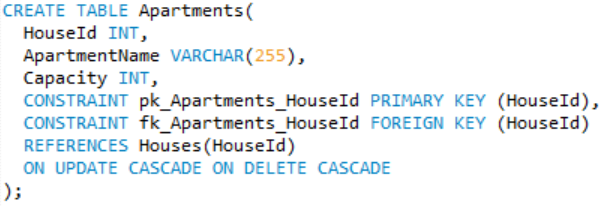 CREATE TABLE Apartments(
  HouseId INT,
  ApartmentName VARCHAR(255),
  Capacity INT,
  CONSTRAINT pk_Apartments_HouseId PRIMARY KEY (HouseId),
  CONSTRAINT fk_Apartments_HouseId FOREIGN KEY (HouseId)
  REFERENCES Houses(HouseId)
  ON UPDATE CASCADE ON DELETE CASCADE
);